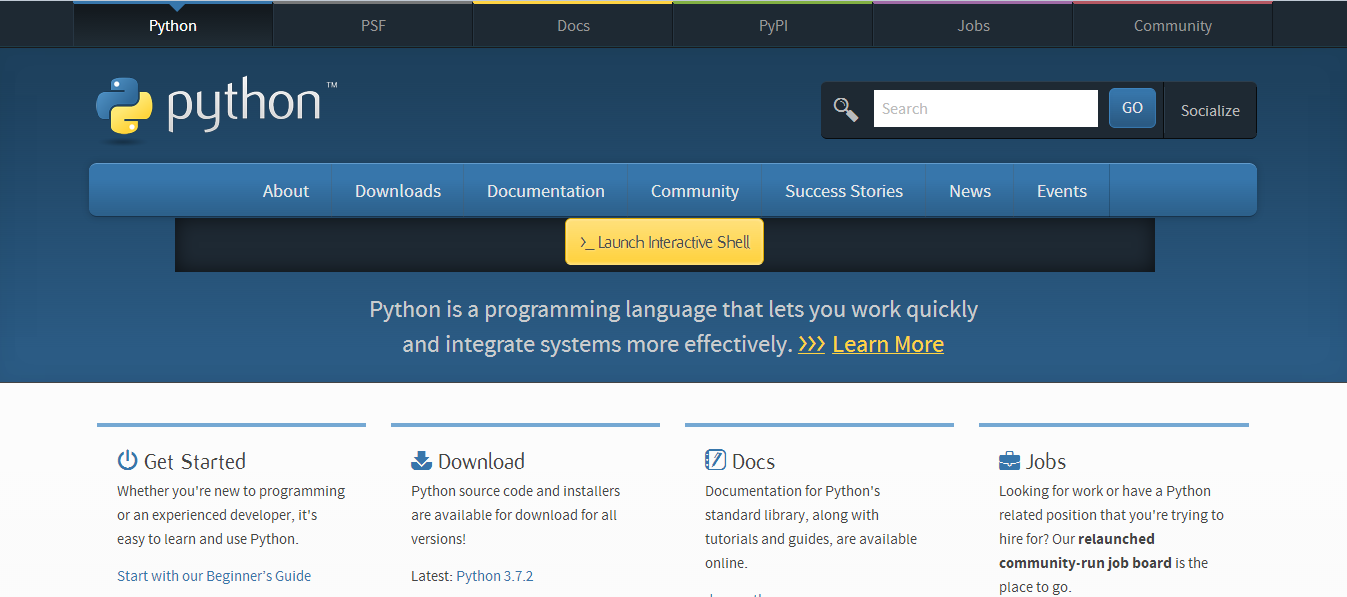 Python PSF Docs PyPI Jobs Community
python™
Search GO Socialize
About Downloads Documentation Community Success Stories News Events
>_ Launch Interactive Shell
Python is a programming language that lets you work quickly
and integrate systems more effectively. >>> Learn More
Get Started
Whether you're new to programming
or an experienced developer, it's
easy to learn and use Python.
Start with our Beginner’s Guide
Download
Python source code and installers
are available for download for all
versions!
Latest: Python 3.7.2
Docs
Documentation for Python's
standard library, along with
tutorials and guides, are available
online.
Jobs
Looking for work or have a Python
related position that you're trying to
hire for? Our relaunched
community-run job board is the
place to go.